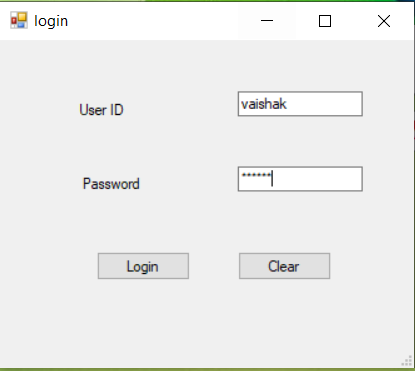 login
User ID
vaishak
Password
******
Login
Clear